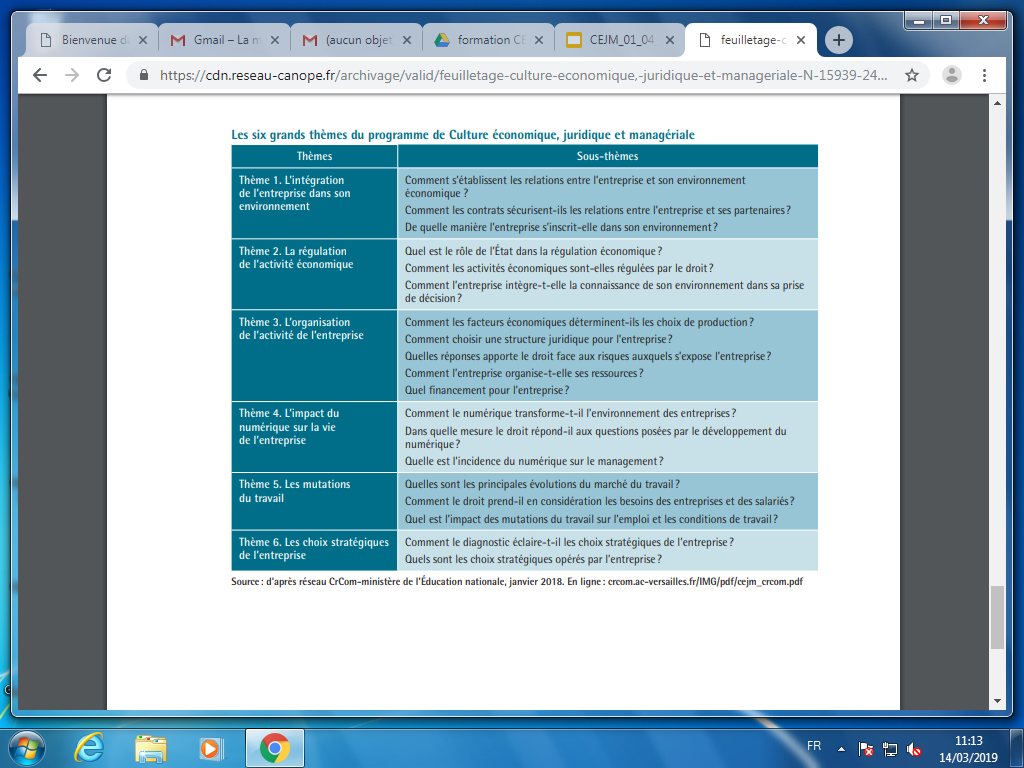 Bienvenue d
Gmail – La m
(aucun objet
formation CE
CEJM_01_04
feuilletage-c
https://cdn.reseau-canope.fr/archivage/valid/feuilletage-culture-economique,-juridique-et-manageriale-N-15939-24...
Les six grands thèmes du programme de Culture économique, juridique et managériale
Thèmes
Sous-thèmes
Thème 1. L'intégration
de l'entreprise dans son
environnement
Comment s'établissent les relations entre l'entreprise et son environnement
économique ?
Comment les contrats sécurisent-ils les relations entre l'entreprise et ses partenaires ?
De quelle manière l'entreprise s'inscrit-elle dans son environnement ?
Thème 2. La régulation
de l'activité économique
Quel est le rôle de l'État dans la régulation économique ?
Comment les activités économiques sont-elles régulées par le droit ?
Comment l'entreprise intègre-t-elle la connaissance de son environnement dans sa prise
de décision ?
Thème 3. L'organisation
de l'activité de l'entreprise
Comment les facteurs économiques déterminent-ils les choix de production ?
Comment choisir une structure juridique pour l'entreprise ?
Quelles réponses apporte le droit face aux risques auxquels s'expose l'entreprise ?
Comment l'entreprise organise-t-elle ses ressources ?
Quel financement pour l'entreprise ?
Thème 4. L'impact du
numérique sur la vie
de l'entreprise
Comment le numérique transforme-t-il l'environnement des entreprises ?
Dans quelle mesure le droit répond-il aux questions posées par le développement du
numérique ?
Quelle est l'incidence du numérique sur le management ?
Thème 5. Les mutations
du travail
Quelles sont les principales évolutions du marché du travail ?
Comment le droit prend-il en considération les besoins des entreprises et des salariés ?
Quel est l'impact des mutations du travail sur l'emploi et les conditions de travail ?
Thème 6. Les choix stratégiques
de l'entreprise
Comment le diagnostic éclaire-t-il les choix stratégiques de l'entreprise ?
Quels sont les choix stratégiques opérés par l'entreprise ?
Source : d'après réseau CrCom-ministère de l'Éducation nationale, janvier 2018. En ligne : crcom.ac-versailles.fr/IMG/pdf/cejm_crcom.pdf
FR
11:13
14/03/2019